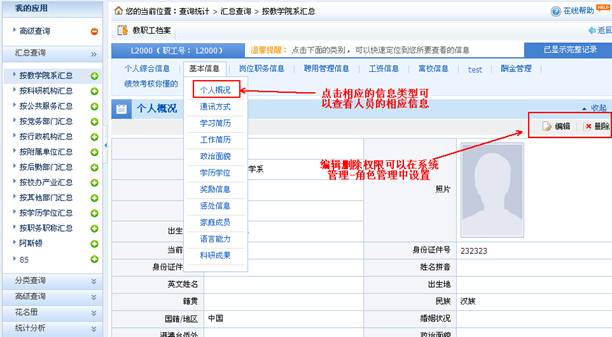 我的应用
您的当前位置：查询统计 > 汇总查询 > 按教学院系汇总
在线帮助
HELP
高级查询
教职工档案
返回
汇总查询
L2000（职工号： L2000）
温馨提醒： 点击下面的类别，可以快速定位到您所要查看的信息
已显示完整记录
个人综合信息 基本信息 岗位职务信息 聘用管理信息 工资信息 离校信息 test 酬金管理
绩效考核你懂的
按教学院系汇总
按科研机构汇总
按公共服务汇总
按党务部门汇总
按行政机构汇总
按附属单位汇总
按后勤部门汇总
按校办产业汇总
按其他部门汇总
按学历学位汇总
按职务职称汇总
阿斯顿
85
分类查询
高级查询
花名册
统计分析
个人概况
通讯方式
学习简历
工作简历
政治面貌
学历学位
奖励信息
惩处信息
家庭成员
语言能力
科研成果
点击相应的信息类型可
以查看人员的相应信息
个人概况
收起
编辑 删除
编辑删除权限可以在系统
管理-角色管理中设置
学系
照片
出生
当前
身份证件号 232323
身份证件
姓名拼音
英文姓名
出生地
籍贯
民族 汉族
国籍/地区 中国
婚姻状况
港澳台侨外
政治面貌